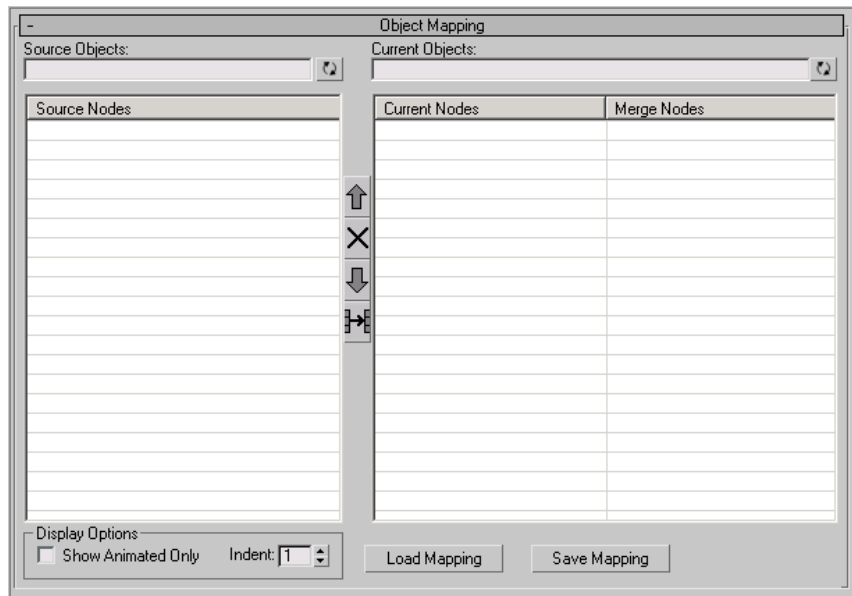 - Object Mapping
Source Objects:
Current Objects:
Source Nodes
Current Nodes
Merge Nodes
Display Options
Show Animated Only
Indent: 1
Load Mapping
Save Mapping